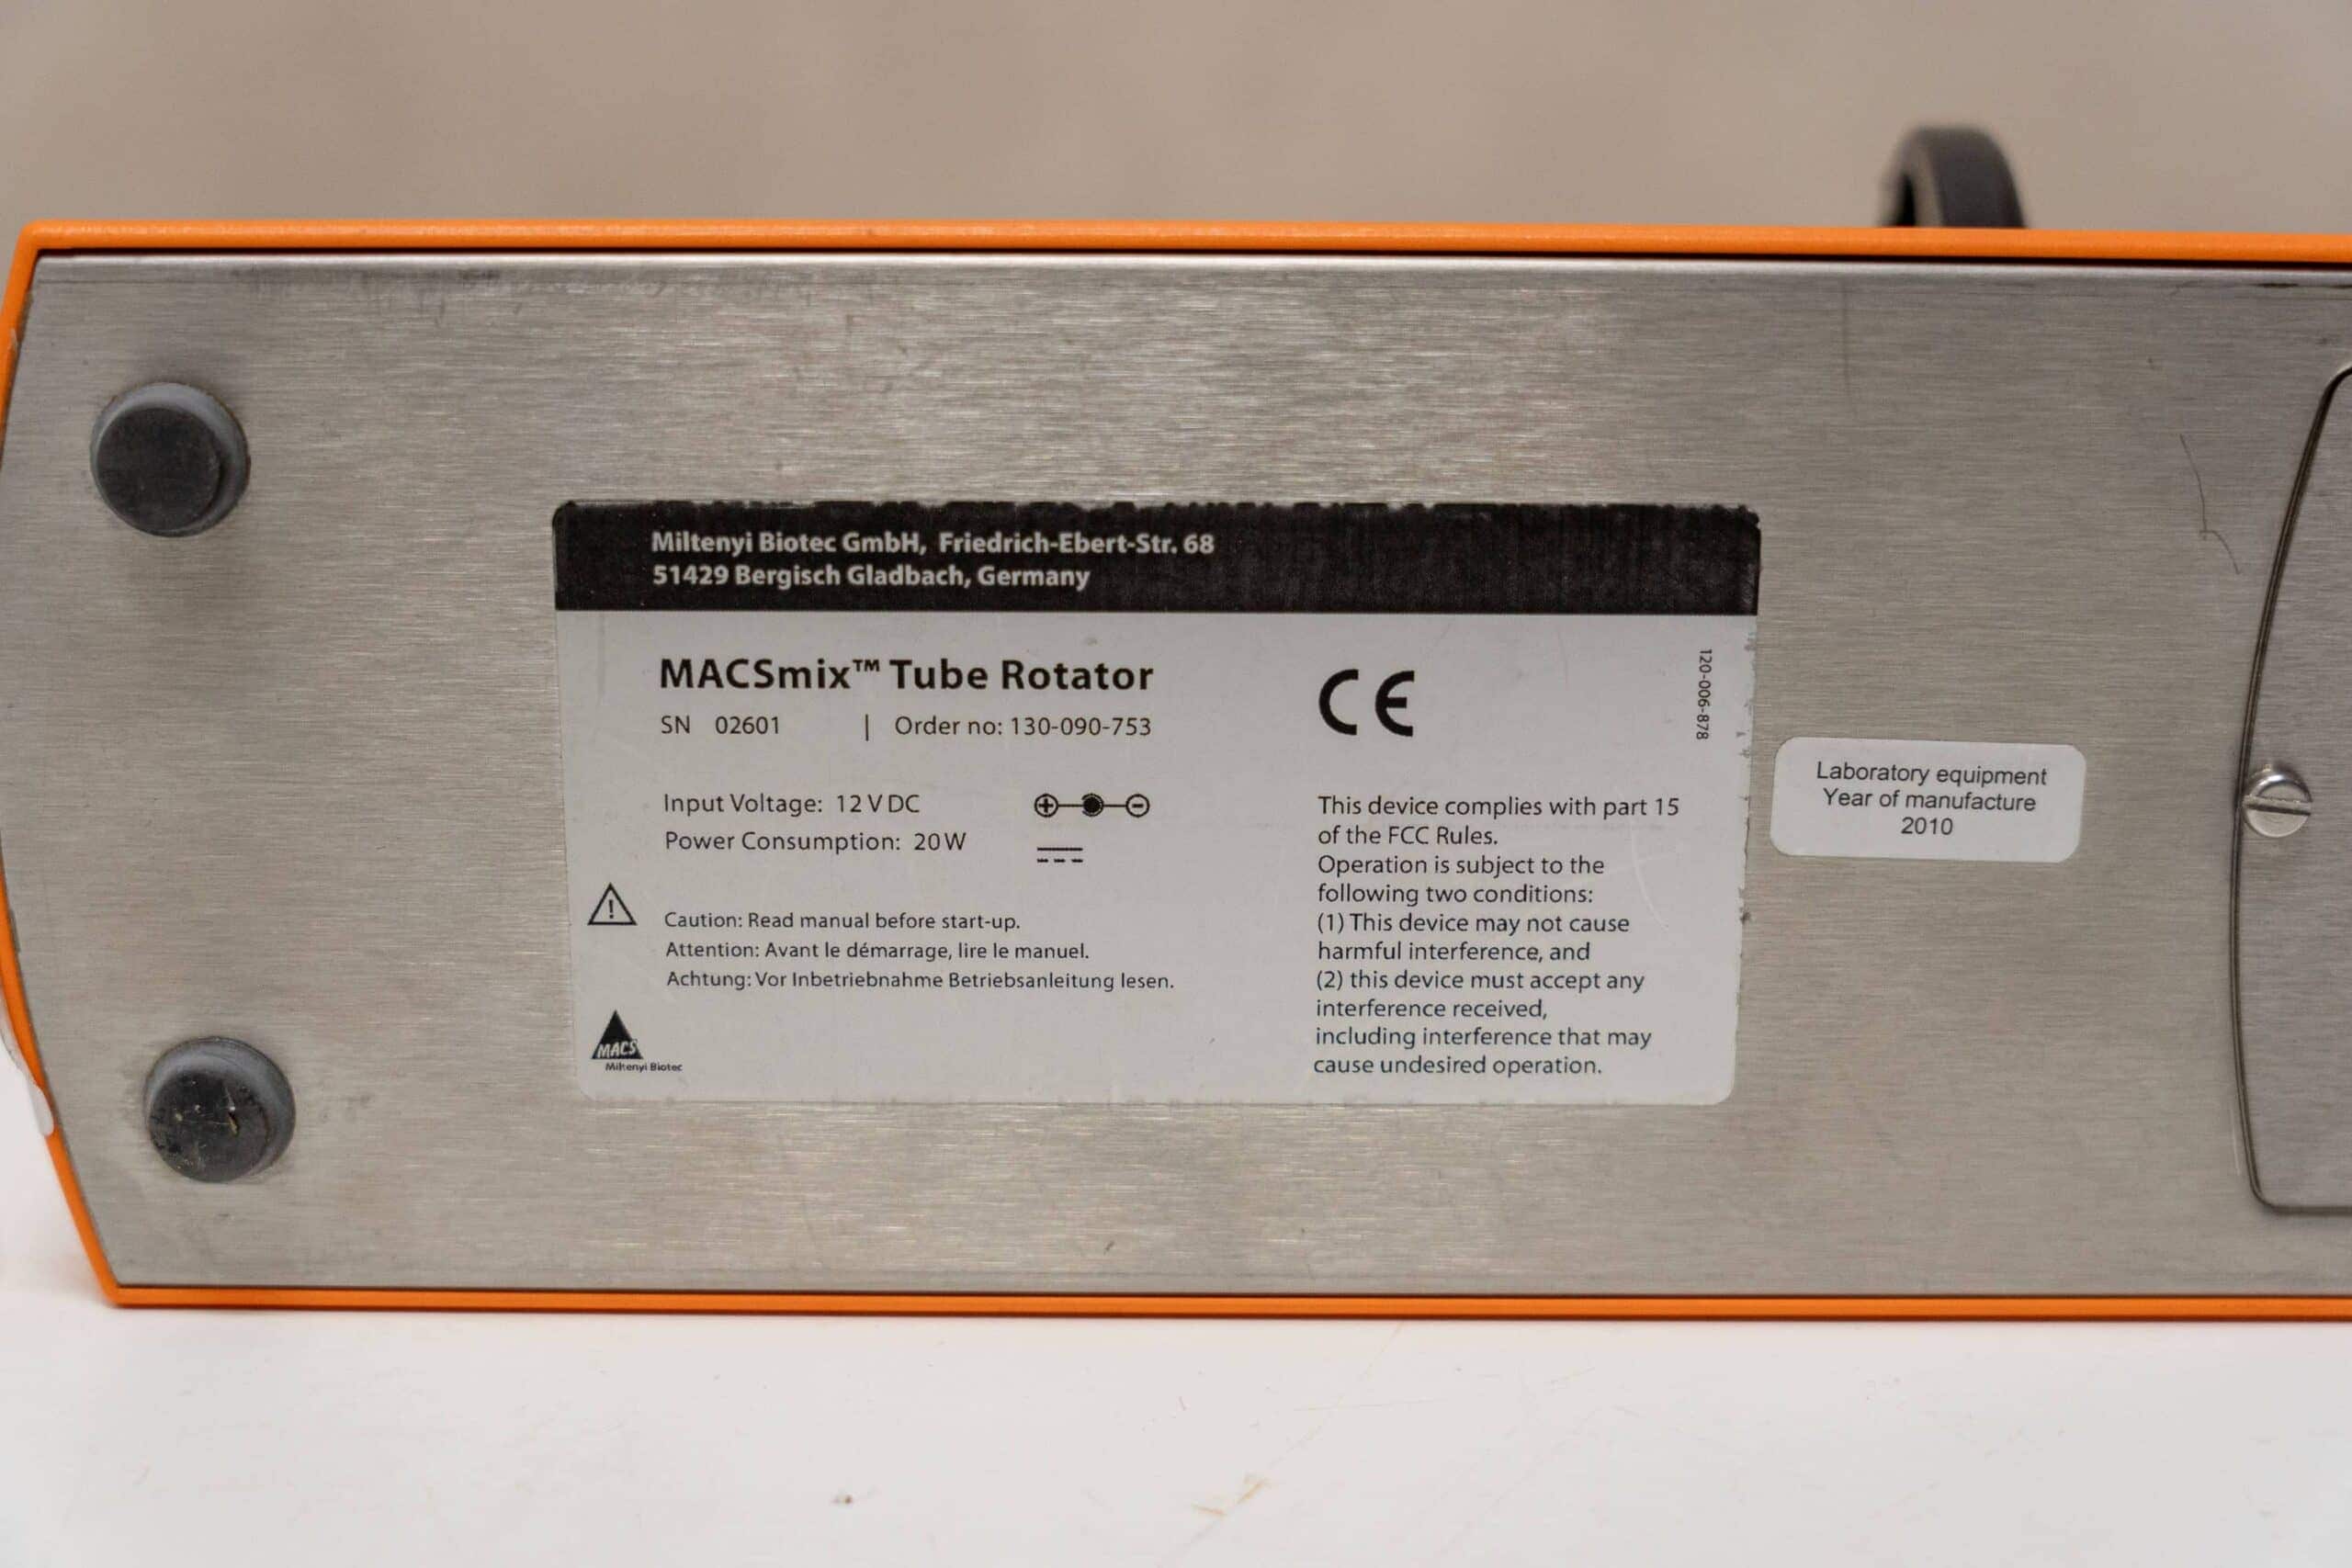 Miltenyi Biotec GmbH, Friedrich-Ebert-Str. 68
51429 Bergisch Gladbach, Germany
MACSmix™ Tube Rotator
SN 02601 | Order no: 130-090-753
Input Voltage: 12 V DC
Power Consumption: 20 W
Caution: Read manual before start-up.
Attention: Avant le démarrage, lire le manuel.
Achtung: Vor Inbetriebnahme Betriebsanleitung lesen.
MACS
Miltenyi Biotec
CE
120-006-878
This device complies with part 15
of the FCC Rules.
Operation is subject to the
following two conditions:
(1) This device may not cause
harmful interference, and
(2) this device must accept any
interference received,
including interference that may
cause undesired operation.
Laboratory equipment
Year of manufacture
2010